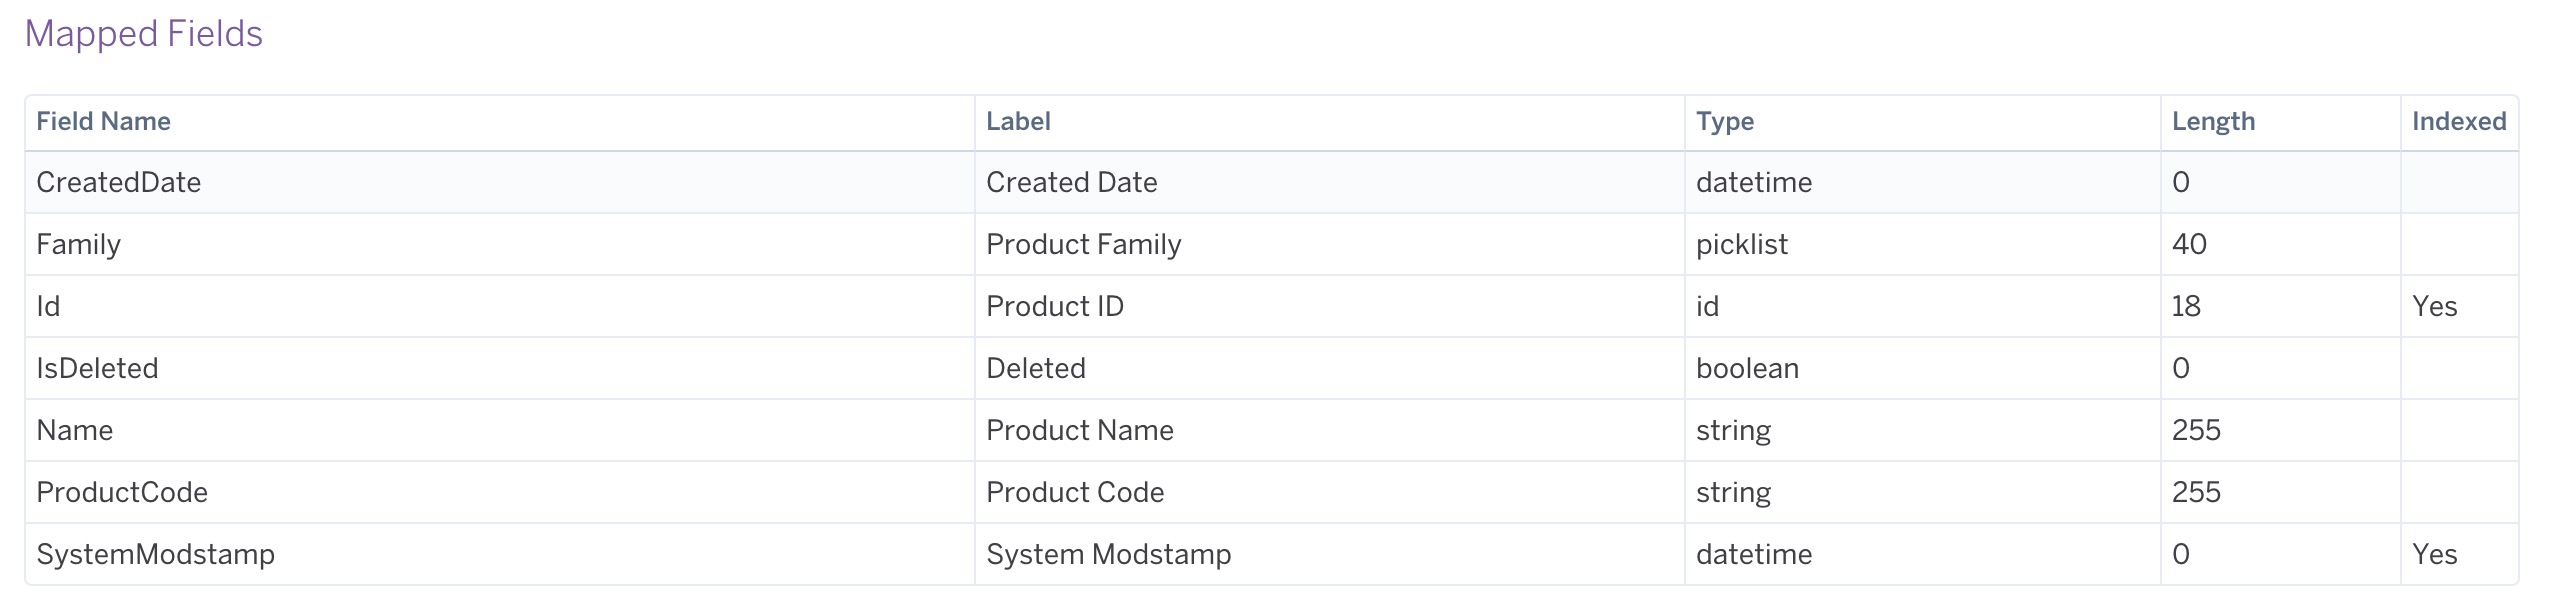 Mapped Fields
Field Name Label Type Length Indexed
CreatedDate Created Date datetime 0
Family Product Family picklist 40
Id Product ID id 18 Yes
IsDeleted Deleted boolean 0
Name Product Name string 255
ProductCode Product Code string 255
SystemModstamp System Modstamp datetime 0 Yes